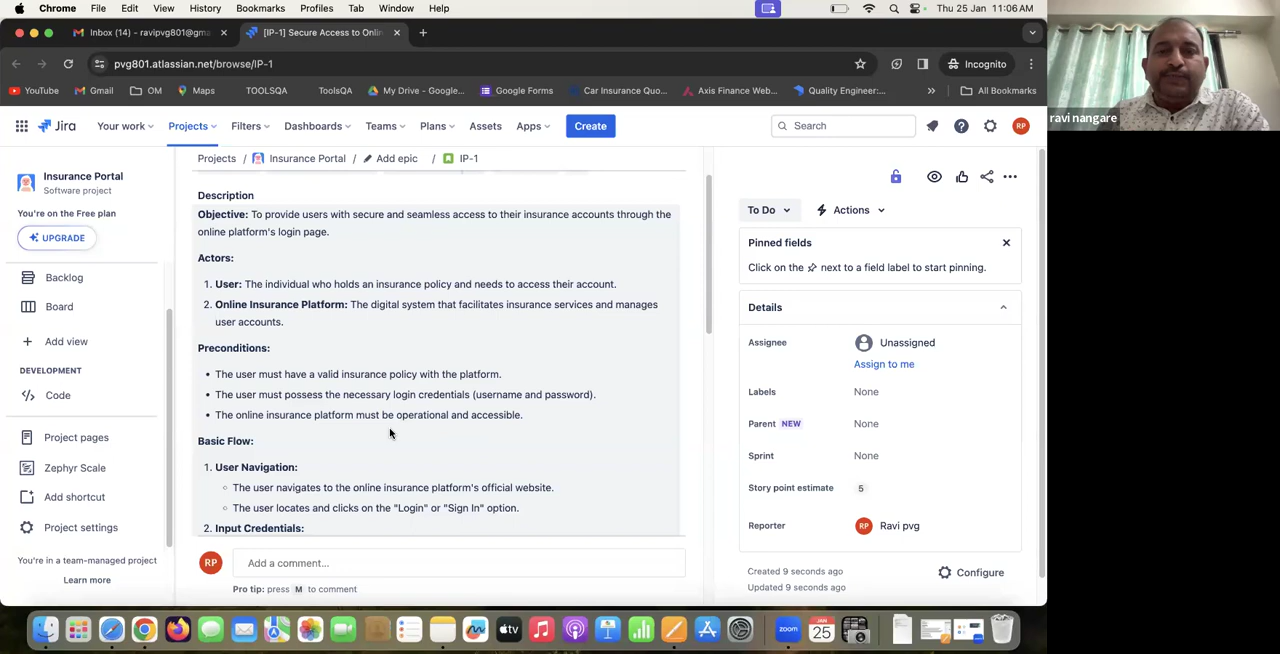 Chrome File Edit View History Bookmarks Profiles Tab Window Help Thu 25 Jan 11:06 AM
Inbox (14) - ravipvg801@gma [IP-1] Secure Access to Onlin
pvg801.atlassian.net/browse/IP-1 Incognito
YouTube Gmail OM Maps TOOLSQA ToolsQA My Drive - Google... Google Forms Car Insurance Quo... Axis Finance Web... Quality Engineer:... » All Bookmarks
ravi nangare
Jira Your work Projects Filters Dashboards Teams Plans Assets Apps Create Search RP
Projects / Insurance Portal / Add epic / IP-1
Insurance Portal
Software project
You're on the Free plan
UPGRADE
Backlog
Board
Add view
DEVELOPMENT
Code
Project pages
Zephyr Scale
Add shortcut
Project settings
You're in a team-managed project
Learn more
Description
Objective: To provide users with secure and seamless access to their insurance accounts through the
online platform's login page.
Actors:
1. User: The individual who holds an insurance policy and needs to access their account.
2. Online Insurance Platform: The digital system that facilitates insurance services and manages
user accounts.
Preconditions:
• The user must have a valid insurance policy with the platform.
• The user must possess the necessary login credentials (username and password).
• The online insurance platform must be operational and accessible.
Basic Flow:
1. User Navigation:
○ The user navigates to the online insurance platform's official website.
○ The user locates and clicks on the "Login" or "Sign In" option.
2. Input Credentials:
RP Add a comment...
Pro tip: press M to comment
To Do Actions
Pinned fields
Click on the next to a field label to start pinning.
Details
Assignee Unassigned
Assign to me
Labels None
Parent NEW None
Sprint None
Story point estimate 5
Reporter RP Ravi pvg
Created 9 seconds ago
Updated 9 seconds ago
Configure
tv zoom JAN 25